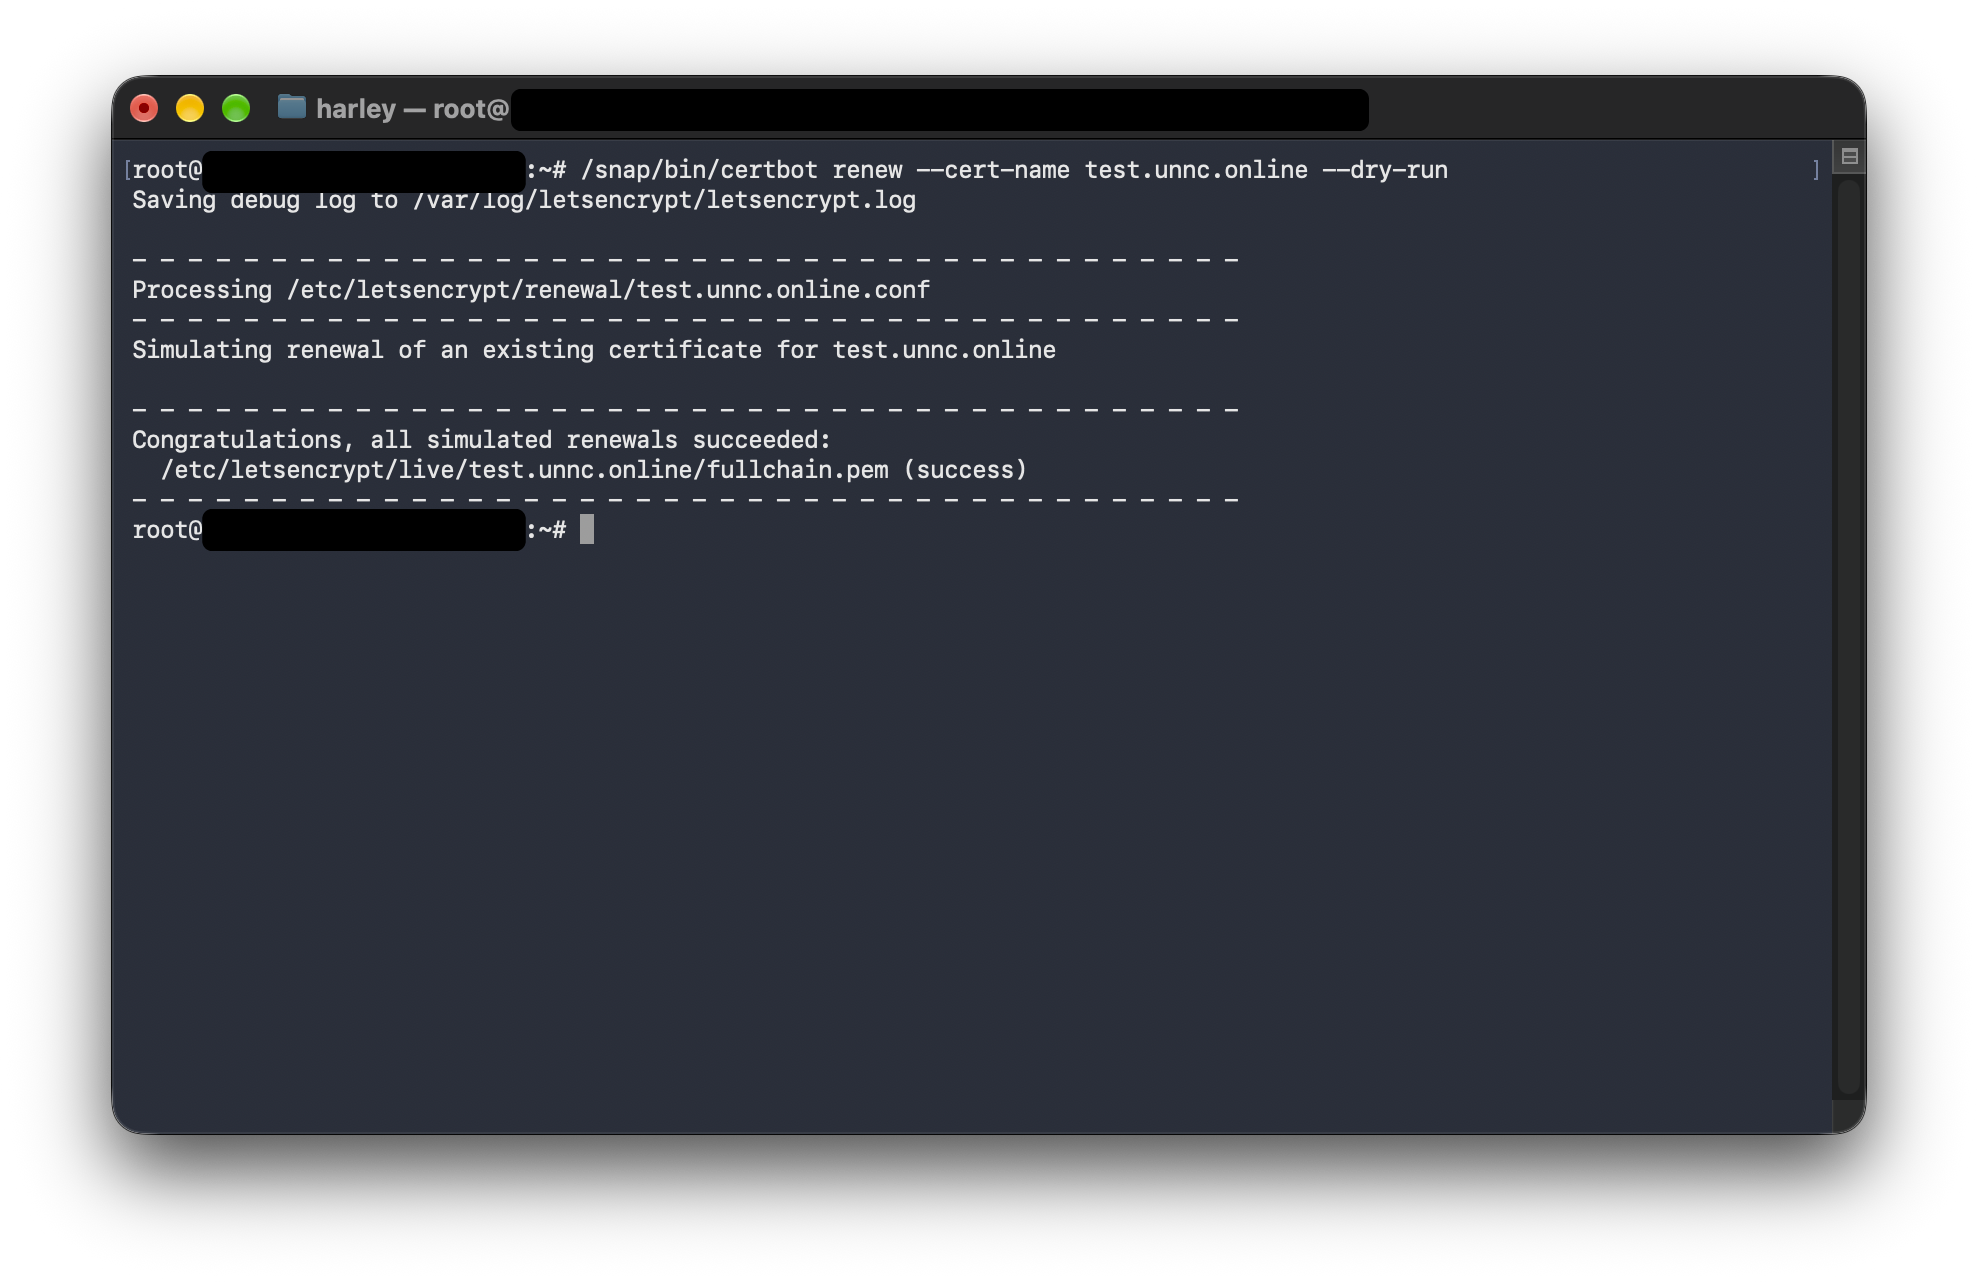 harley — root@
[root@:~# /snap/bin/certbot renew --cert-name test.unnc.online --dry-run ]
Saving debug log to /var/log/letsencrypt/letsencrypt.log
- - - - - - - - - - - - - - - - - - - - - - - - - - - - - - - - - - - - - - - -
Processing /etc/letsencrypt/renewal/test.unnc.online.conf
- - - - - - - - - - - - - - - - - - - - - - - - - - - - - - - - - - - - - - - -
Simulating renewal of an existing certificate for test.unnc.online
- - - - - - - - - - - - - - - - - - - - - - - - - - - - - - - - - - - - - - - -
Congratulations, all simulated renewals succeeded:
  /etc/letsencrypt/live/test.unnc.online/fullchain.pem (success)
- - - - - - - - - - - - - - - - - - - - - - - - - - - - - - - - - - - - - - - -
root@:~#